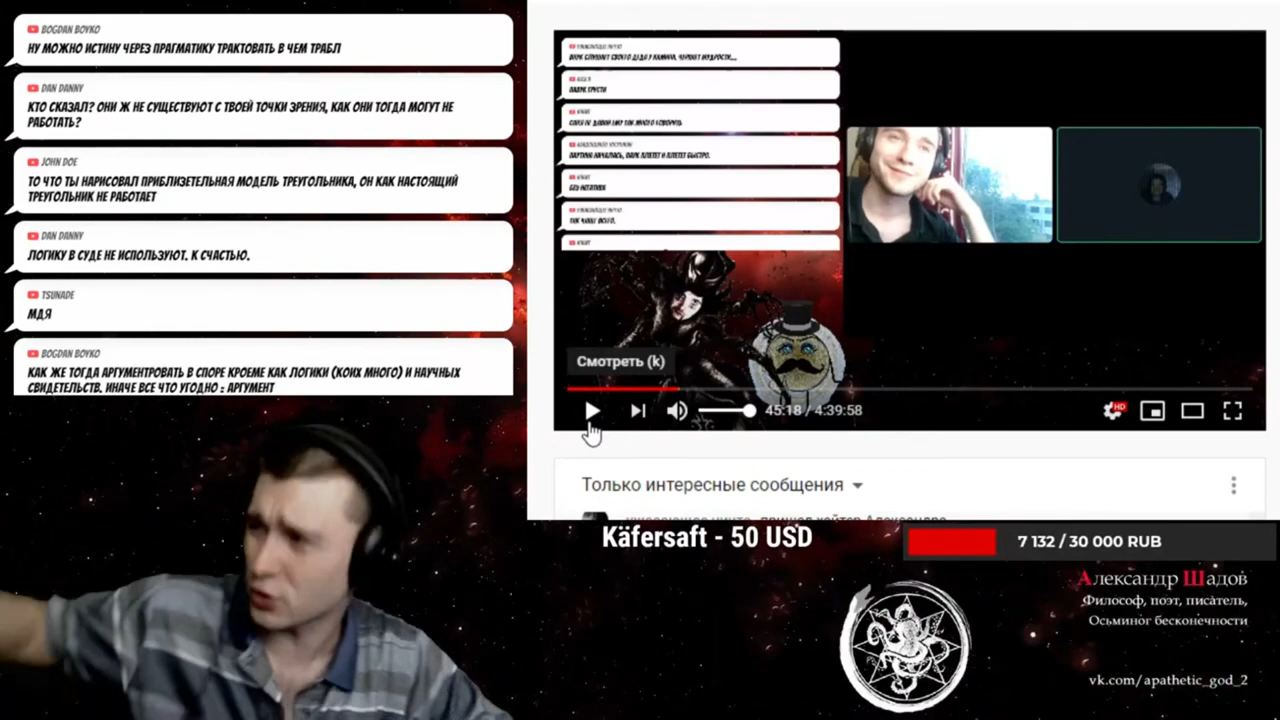 BOGDAN BOYKO
НУ МОЖНО ИСТИНУ ЧЕРЕЗ ПРАГМАТИКУ ТРАКТОВАТЬ В ЧЕМ ТРАБЛ
DAN DANNY
КТО СКАЗАЛ? ОНИ Ж НЕ СУЩЕСТВУЮТ С ТВОЕЙ ТОЧКИ ЗРЕНИЯ, КАК ОНИ ТОГДА МОГУТ НЕ
РАБОТАТЬ?
JOHN DOE
ТО ЧТО ТЫ НАРИСОВАЛ ПРИБЛИЗЕТЕЛЬНАЯ МОДЕЛЬ ТРЕУГОЛЬНИКА, ОН КАК НАСТОЯЩИЙ
ТРЕУГОЛЬНИК НЕ РАБОТАЕТ
DAN DANNY
ЛОГИКУ В СУДЕ НЕ ИСПОЛЬЗУЮТ. К СЧАСТЬЮ.
TSUNADE
МДЯ
BOGDAN BOYKO
КАК ЖЕ ТОГДА АРГУМЕНТРОВАТЬ В СПОРЕ КРОЕМЕ КАК ЛОГИКИ (КОИХ МНОГО) И НАУЧНЫХ
СВИДЕТЕЛЬСТВ. ИНАЧЕ ВСЕ ЧТО УГОДНО = АРГУМЕНТ
БЕЗ НЕГАТИВА
Смотреть (k)
45:18 / 4:39:58
HD
Только интересные сообщения
Käfersaft - 50 USD
7 132 / 30 000 RUB
Александр Шадов
Философ, поэт, писатель,
Осьминог бесконечности
vk.com/apathetic_god_2